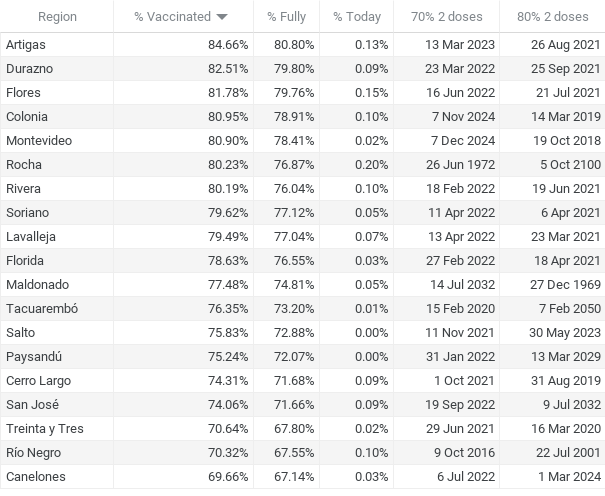 Region % Vaccinated % Fully % Today 70% 2 doses 80% 2 doses
Artigas 84.66% 80.80% 0.13% 13 Mar 2023 26 Aug 2021
Durazno 82.51% 79.80% 0.09% 23 Mar 2022 25 Sep 2021
Flores 81.78% 79.76% 0.15% 16 Jun 2022 21 Jul 2021
Colonia 80.95% 78.91% 0.10% 7 Nov 2024 14 Mar 2019
Montevideo 80.90% 78.41% 0.02% 7 Dec 2024 19 Oct 2018
Rocha 80.23% 76.87% 0.20% 26 Jun 1972 5 Oct 2100
Rivera 80.19% 76.04% 0.10% 18 Feb 2022 19 Jun 2021
Soriano 79.62% 77.12% 0.05% 11 Apr 2022 6 Apr 2021
Lavalleja 79.49% 77.04% 0.07% 13 Apr 2022 23 Mar 2021
Florida 78.63% 76.55% 0.03% 27 Feb 2022 18 Apr 2021
Maldonado 77.48% 74.81% 0.05% 14 Jul 2032 27 Dec 1969
Tacuarembó 76.35% 73.20% 0.01% 15 Feb 2020 7 Feb 2050
Salto 75.83% 72.88% 0.00% 11 Nov 2021 30 May 2023
Paysandú 75.24% 72.07% 0.00% 31 Jan 2022 13 Mar 2029
Cerro Largo 74.31% 71.68% 0.09% 1 Oct 2021 31 Aug 2019
San José 74.06% 71.66% 0.09% 19 Sep 2022 9 Jul 2032
Treinta y Tres 70.64% 67.80% 0.02% 29 Jun 2021 16 Mar 2020
Río Negro 70.32% 67.55% 0.10% 9 Oct 2016 22 Jul 2001
Canelones 69.66% 67.14% 0.03% 6 Jul 2022 1 Mar 2024